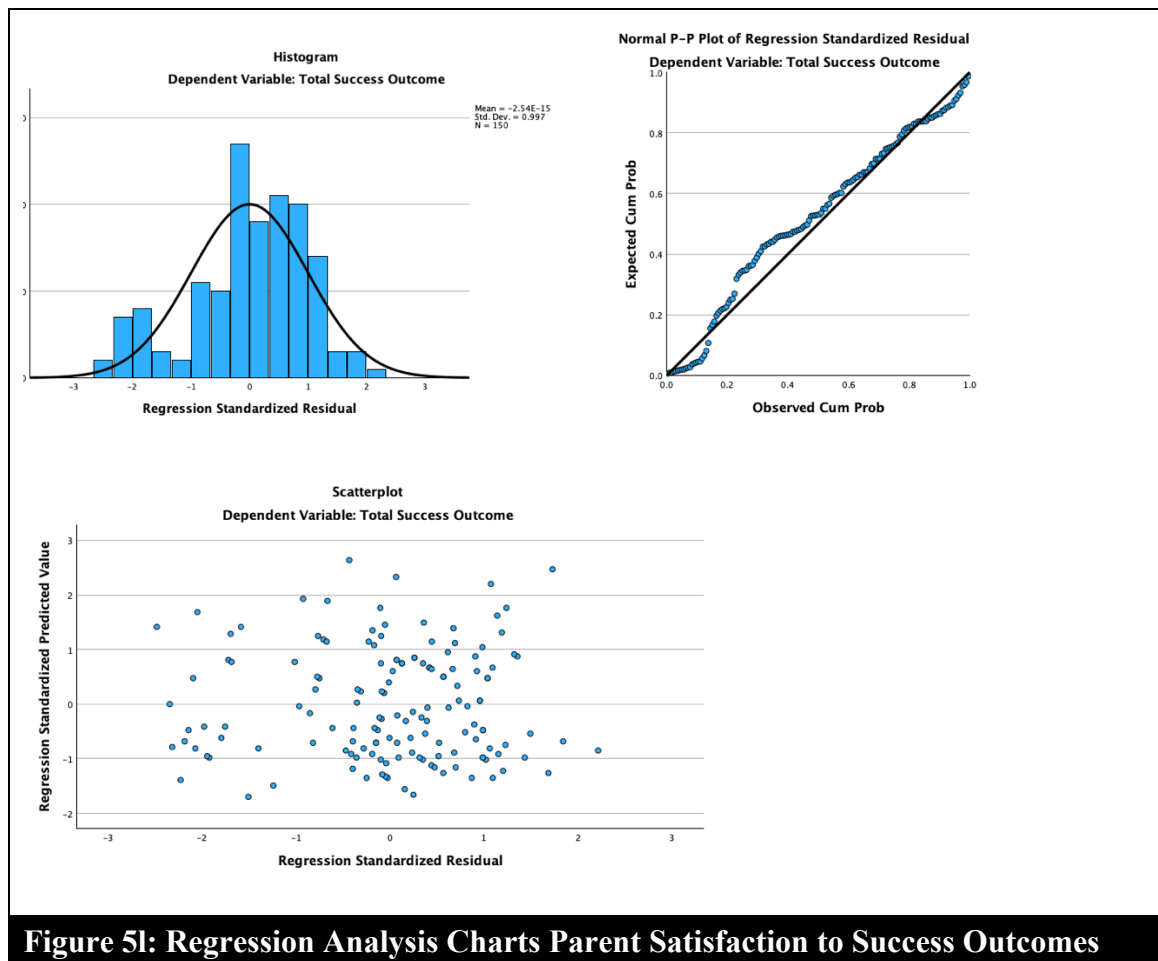 Histogram
Dependent Variable: Total Success Outcome
Mean = -2.54E-15
Std. Dev. = 0.997
N = 150
-3 -2 -1 0 1 2 3
Regression Standardized Residual
Normal P-P Plot of Regression Standardized Residual
Dependent Variable: Total Success Outcome
Expected Cum Prob
1.0
0.8
0.6
0.4
0.2
0.0
0.0 0.2 0.4 0.6 0.8 1.0
Observed Cum Prob
Scatterplot
Dependent Variable: Total Success Outcome
Regression Standardized Predicted Value
3
2
1
0
-1
-2
-3 -2 -1 0 1 2 3
Regression Standardized Residual
Figure 5l: Regression Analysis Charts Parent Satisfaction to Success Outcomes